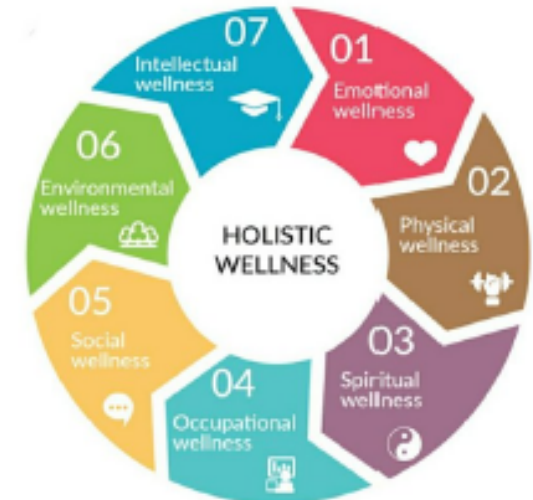 HOLISTIC
WELLNESS
01
Emotional
wellness
02
Physical
wellness
03
Spiritual
wellness
04
Occupational
wellness
05
Social
wellness
06
Environmental
wellness
07
Intellectual
wellness